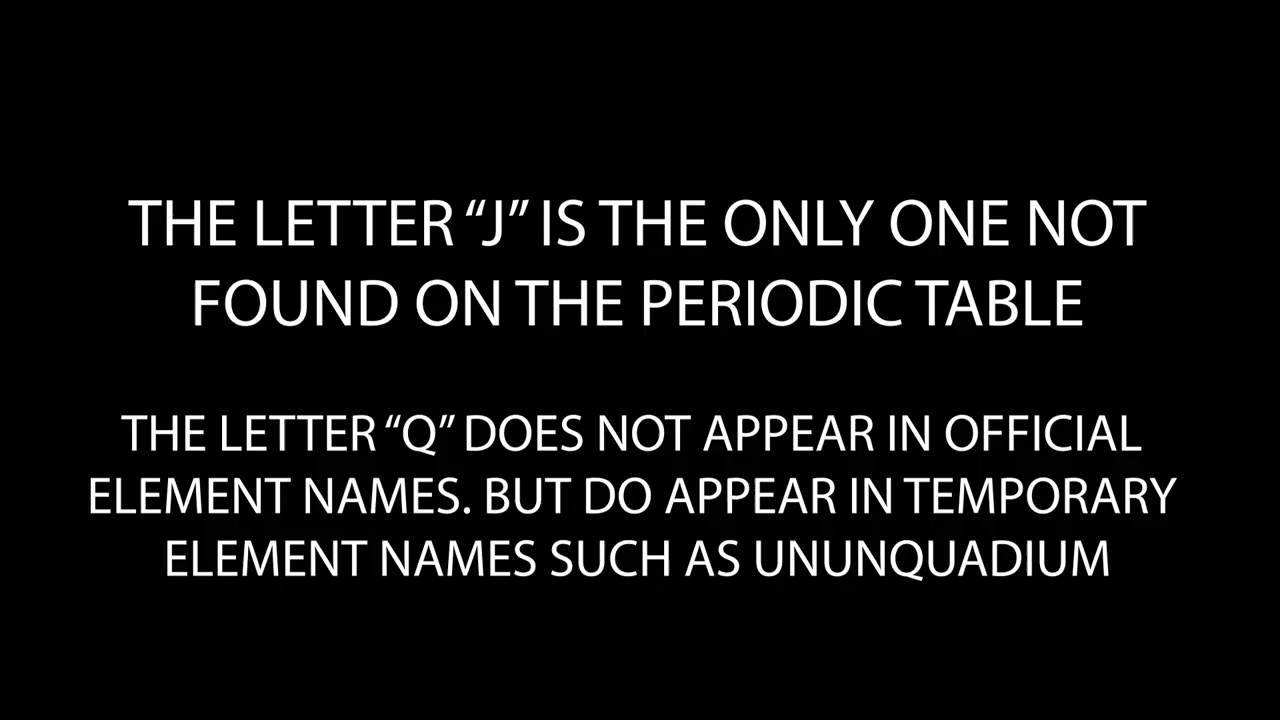 THE LETTER “J” IS THE ONLY ONE NOT
FOUND ON THE PERIODIC TABLE
THE LETTER “Q” DOES NOT APPEAR IN OFFICIAL
ELEMENT NAMES. BUT DO APPEAR IN TEMPORARY
ELEMENT NAMES SUCH AS UNUNQUADIUM